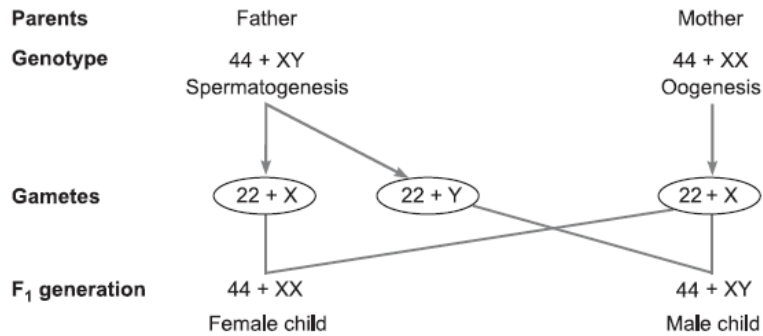 Parents Father Mother
Genotype 44 + XY 44 + XX
Spermatogenesis Oogenesis
Gametes 22 + X 22 + Y 22 + X
F₁ generation 44 + XX 44 + XY
Female child Male child